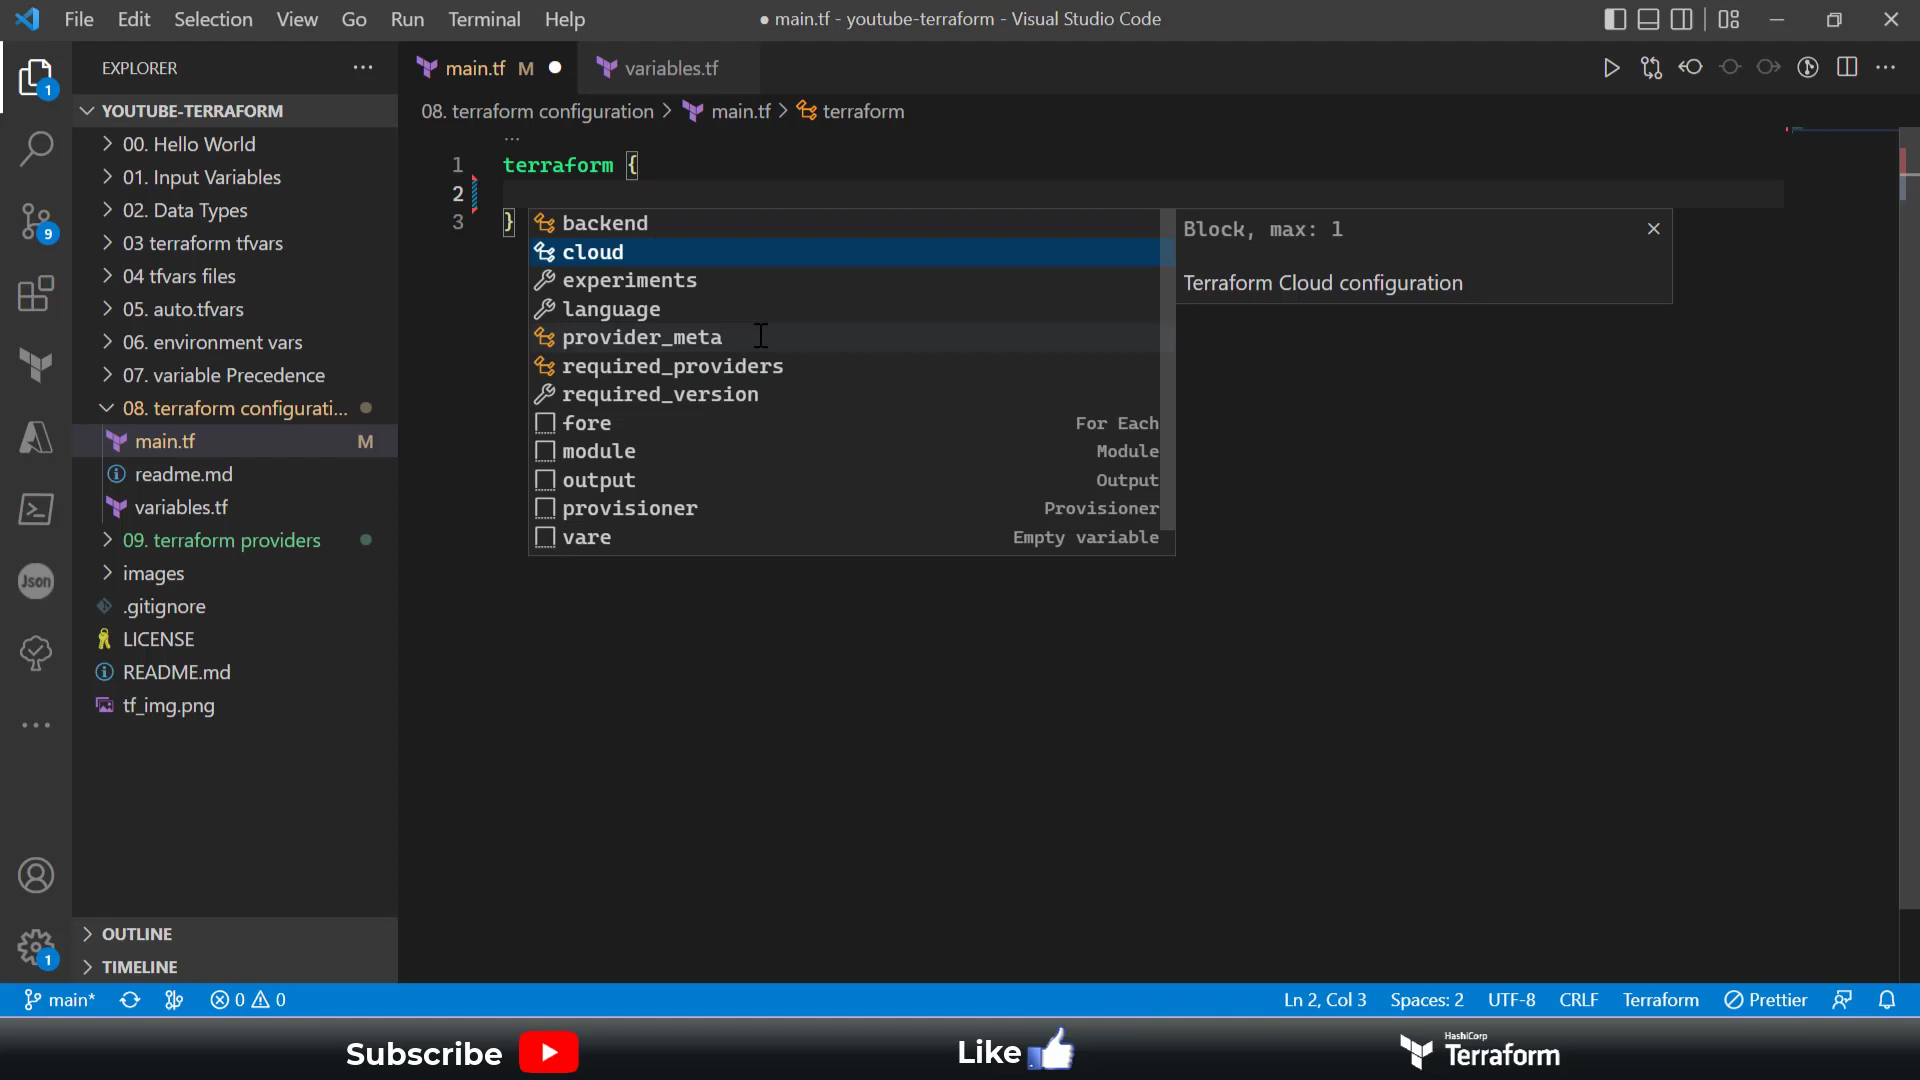 File Edit Selection View Go Run Terminal Help ● main.tf - youtube-terraform - Visual Studio Code
EXPLORER ...
main.tf M ●
variables.tf
YOUTUBE-TERRAFORM
08. terraform configuration > main.tf > terraform
00. Hello World
01. Input Variables
02. Data Types
03 terraform tfvars
04 tfvars files
05. auto.tfvars
06. environment vars
07. variable Precedence
08. terraform configurati...
main.tf M
readme.md
variables.tf
09. terraform providers
images
.gitignore
LICENSE
README.md
tf_img.png
OUTLINE
TIMELINE
1
9
Json
1
...
1 terraform {
2
3 }
backend
cloud
experiments
language
provider_meta
required_providers
required_version
fore For Each
module Module
output Output
provisioner Provisioner
vare Empty variable
Block, max: 1
Terraform Cloud configuration
main* 0 0 Ln 2, Col 3 Spaces: 2 UTF-8 CRLF Terraform Prettier
Subscribe
Like
HashiCorp
Terraform